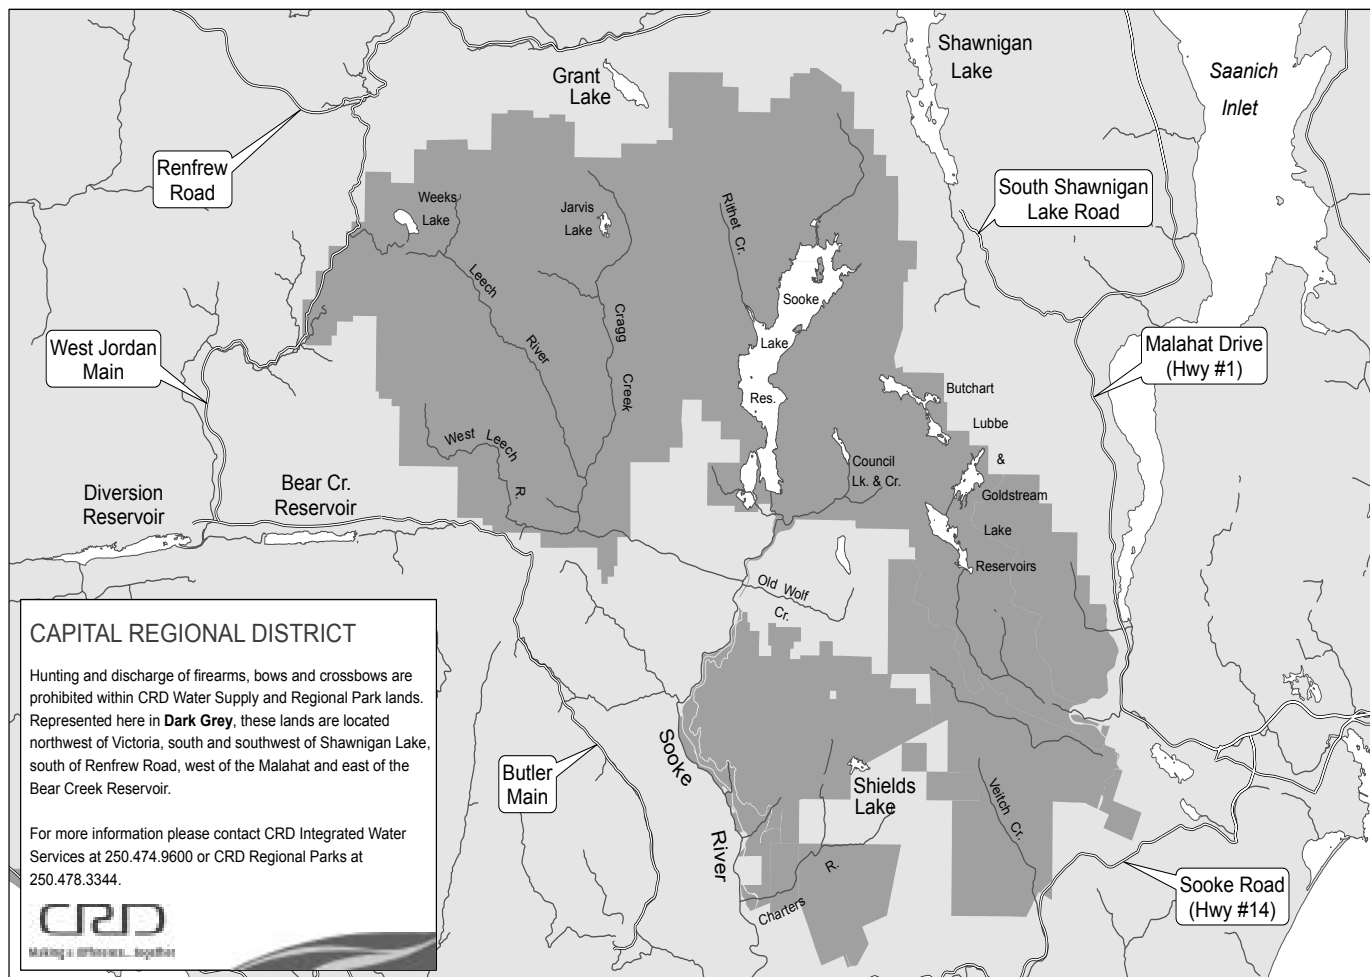 Shawnigan
Lake
Saanich
Inlet
Grant
Lake
Renfrew
Road
South Shawnigan
Lake Road
Weeks
Lake
Jarvis
Lake
Rithet Cr.
Leech
River
Cragg
Creek
Sooke
Lake
Res.
West Jordan
Main
Malahat Drive
(Hwy #1)
Butchart
Lubbe
&
Goldstream
Lake
Reservoirs
West Leech
R.
Council
Lk. & Cr.
Diversion
Reservoir
Bear Cr.
Reservoir
Old Wolf
Cr.
CAPITAL REGIONAL DISTRICT
Hunting and discharge of firearms, bows and crossbows are
prohibited within CRD Water Supply and Regional Park lands.
Represented here in Dark Grey, these lands are located
northwest of Victoria, south and southwest of Shawnigan Lake,
south of Renfrew Road, west of the Malahat and east of the
Bear Creek Reservoir.
For more information please contact CRD Integrated Water
Services at 250.474.9600 or CRD Regional Parks at
250.478.3344.
CRD
Making a difference...together
Sooke
River
Butler
Main
Shields
Lake
Veitch Cr.
Charters
R.
Sooke Road
(Hwy #14)